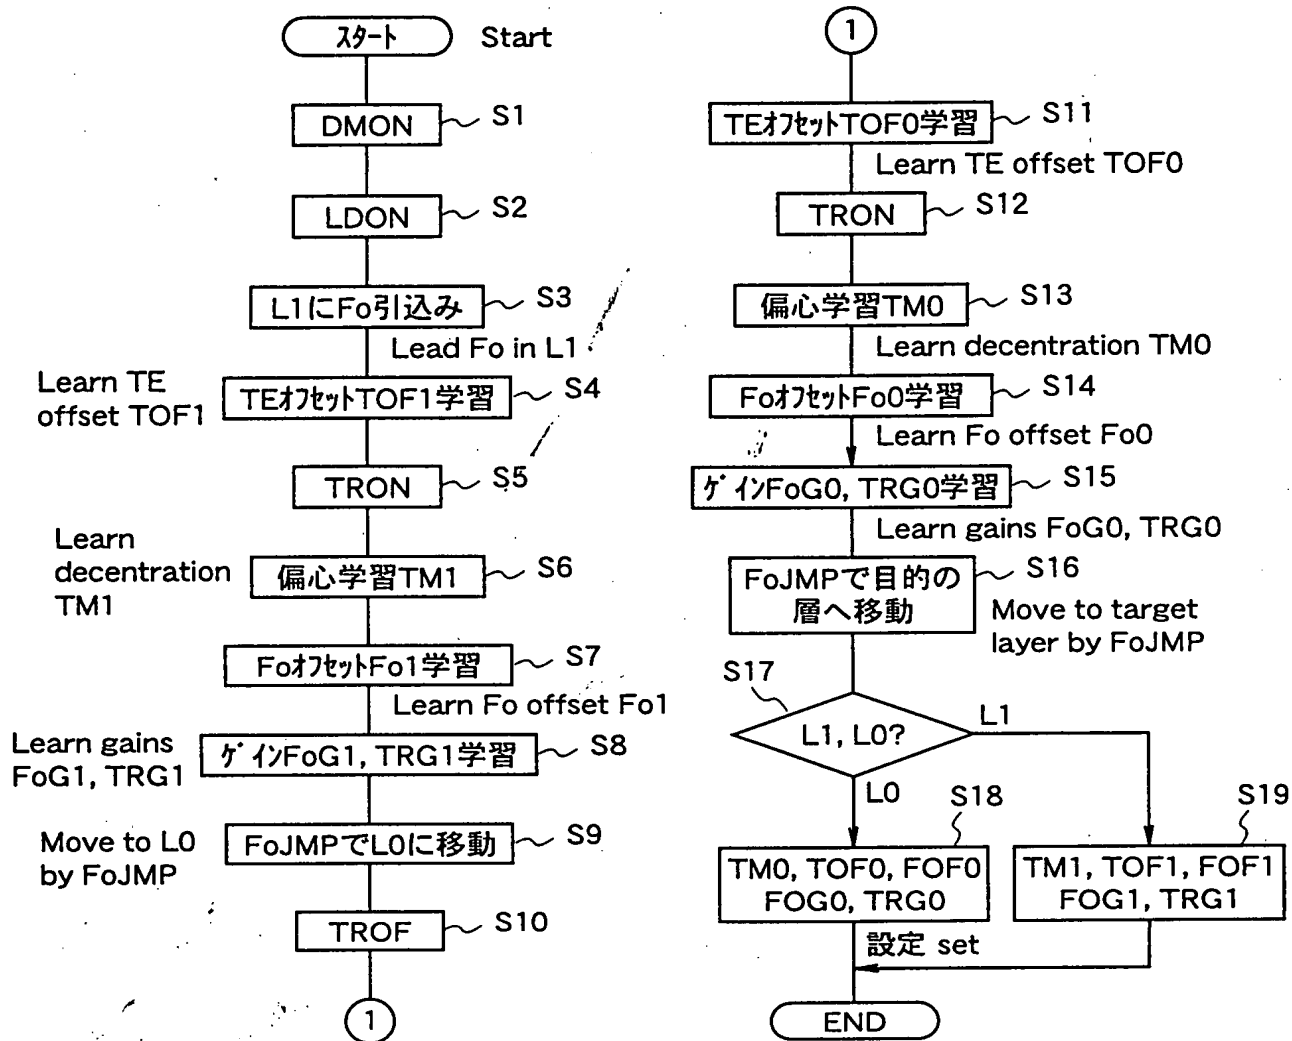 スタート Start
DMON S1
LDON S2
L1にFo引込み S3
Lead Fo in L1
Learn TE
offset TOF1
TEオフセットTOF1学習 S4
TRON S5
Learn
decentration
TM1
偏心学習TM1 S6
FoオフセットFo1学習 S7
Learn Fo offset Fo1
Learn gains
FoG1, TRG1
ゲインFoG1, TRG1学習 S8
Move to L0
by FoJMP
FoJMPでL0に移動 S9
TROF S10
1
1
TEオフセットTOF0学習 S11
Learn TE offset TOF0
TRON S12
偏心学習TM0 S13
Learn decentration TM0
FoオフセットFo0学習 S14
Learn Fo offset Fo0
ゲインFoG0, TRG0学習 S15
Learn gains FoG0, TRG0
FoJMPで目的の
層へ移動
S16
Move to target
layer by FoJMP
S17
L1, L0?
L1
L0
S18
TM0, TOF0, FOF0
FOG0, TRG0
S19
TM1, TOF1, FOF1
FOG1, TRG1
設定 set
END